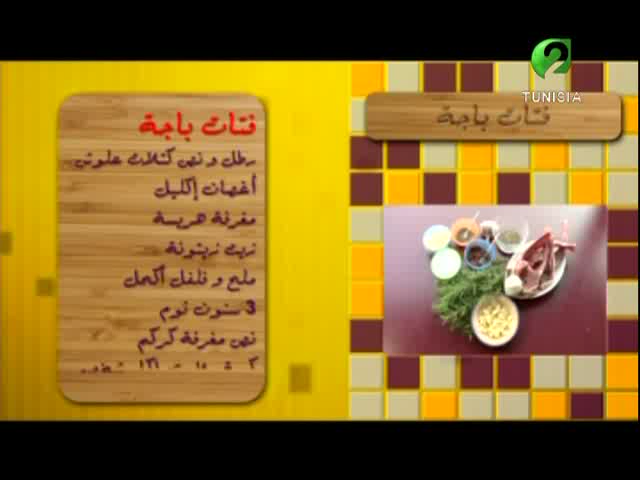 2
TUNISIA
فتات باجة
فتات باجة
رطل و نص كتلات علوش
أغصان إكليل
مغرفة هريسة
زيت زيتونة
ملح و فلفل أكحل
3 سنون ثوم
نص مغرفة كركم